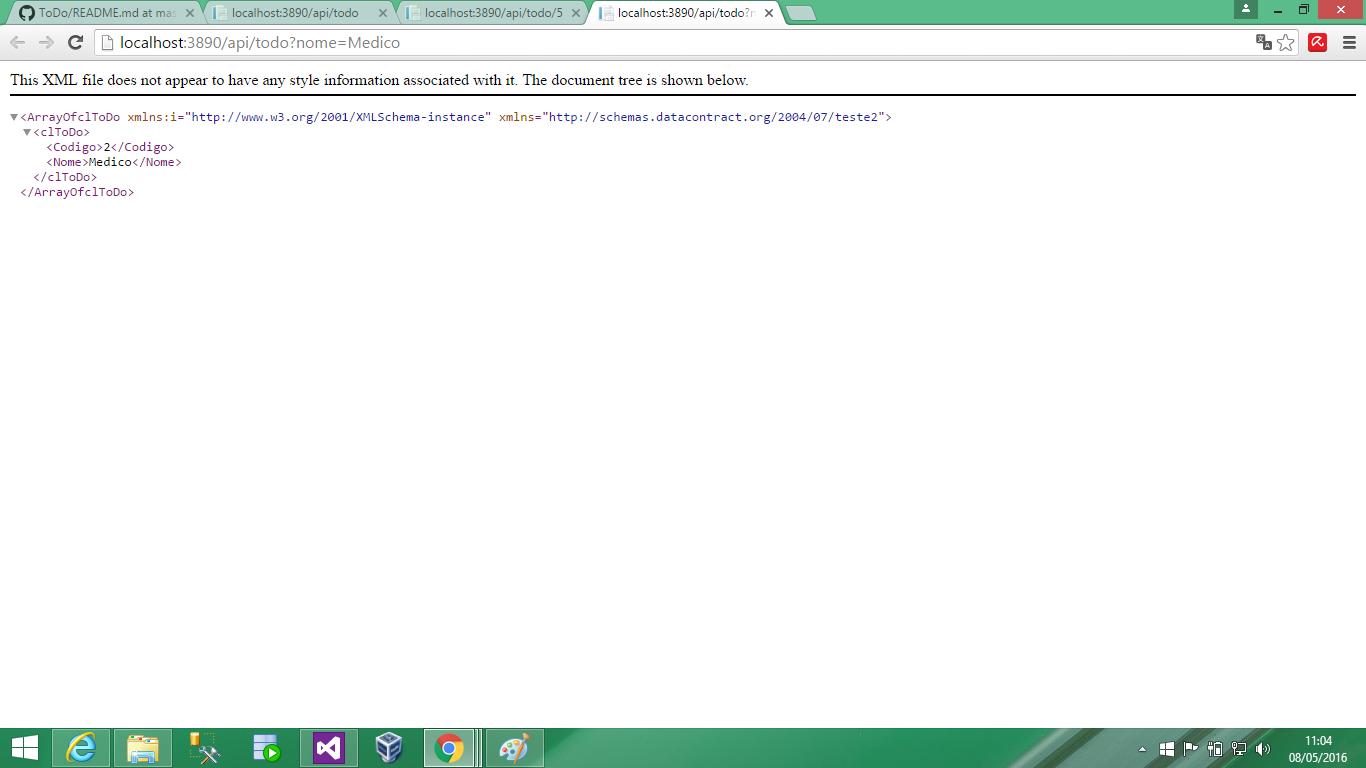 ToDo/README.md at mas
localhost:3890/api/todo
localhost:3890/api/todo/5
localhost:3890/api/todo?n
localhost:3890/api/todo?nome=Medico
This XML file does not appear to have any style information associated with it. The document tree is shown below.
<ArrayOfclToDo xmlns:i="http://www.w3.org/2001/XMLSchema-instance" xmlns="http://schemas.datacontract.org/2004/07/teste2">
<clToDo>
<Codigo>2</Codigo>
<Nome>Medico</Nome>
</clToDo>
</ArrayOfclToDo>
11:04
08/05/2016